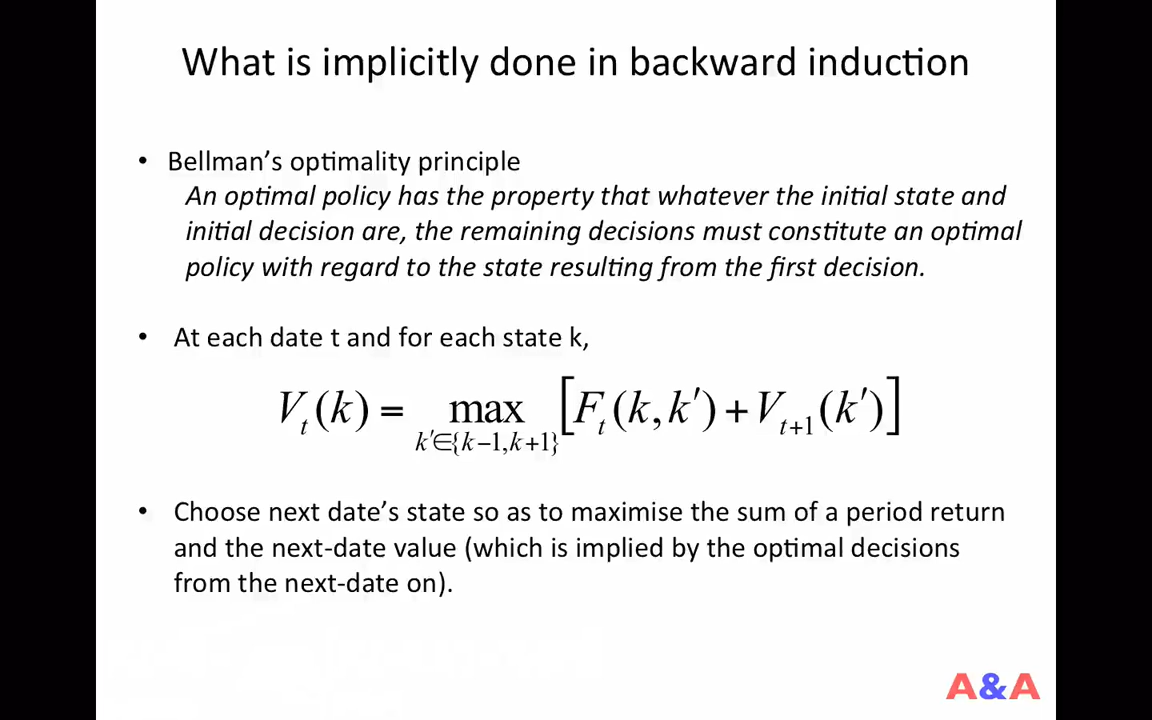 What is implicitly done in backward induction
• Bellman's optimality principle
An optimal policy has the property that whatever the initial state and
initial decision are, the remaining decisions must constitute an optimal
policy with regard to the state resulting from the first decision.
• At each date t and for each state k,
Vₜ(k) = max [Fₜ(k, k′) + Vₜ₊₁(k′)]
k′∈{k−1,k+1}
• Choose next date's state so as to maximise the sum of a period return
and the next-date value (which is implied by the optimal decisions
from the next-date on).
A&A